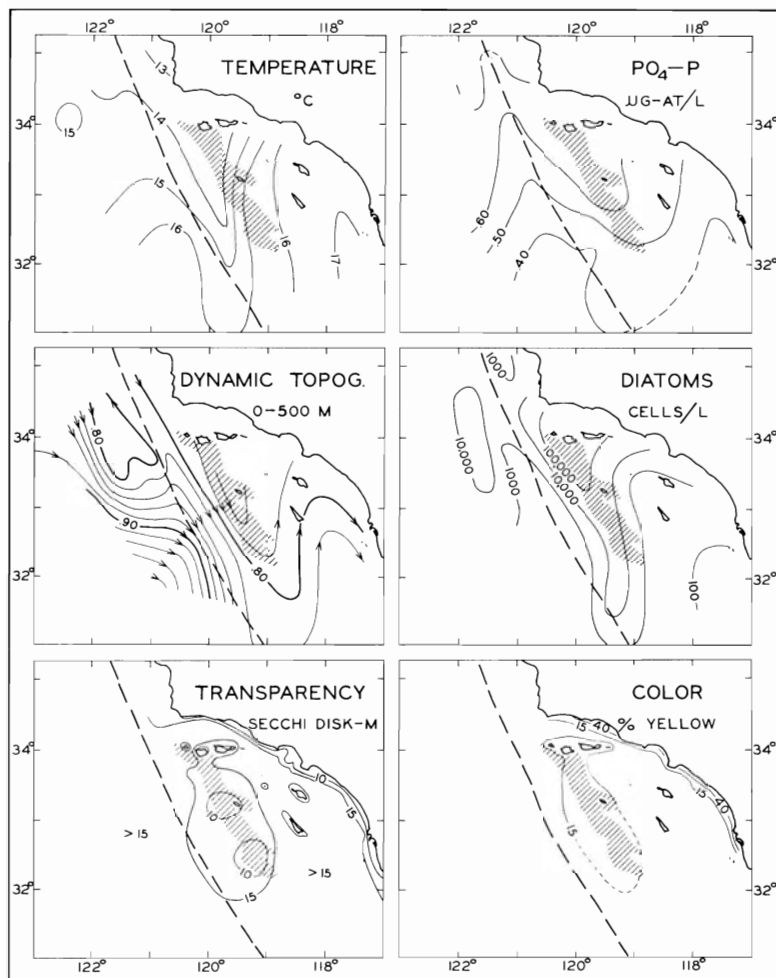 122° 120° 118°
TEMPERATURE
°C
13
14
15
15
16
16
17
34°
32°
PO₄–P
µG-AT/L
.60
.50
.40
34°
32°
DYNAMIC TOPOG.
0-500 M
.80
.90
.80
34°
32°
DIATOMS
CELLS/L
1000
10,000
1000
100,000
10,000
100
34°
32°
TRANSPARENCY
SECCHI DISK-M
10
15
10
10
15
>15
>15
34°
32°
122° 120° 118°
COLOR
% YELLOW
15
40
15
40
15
34°
32°
122° 120° 118°